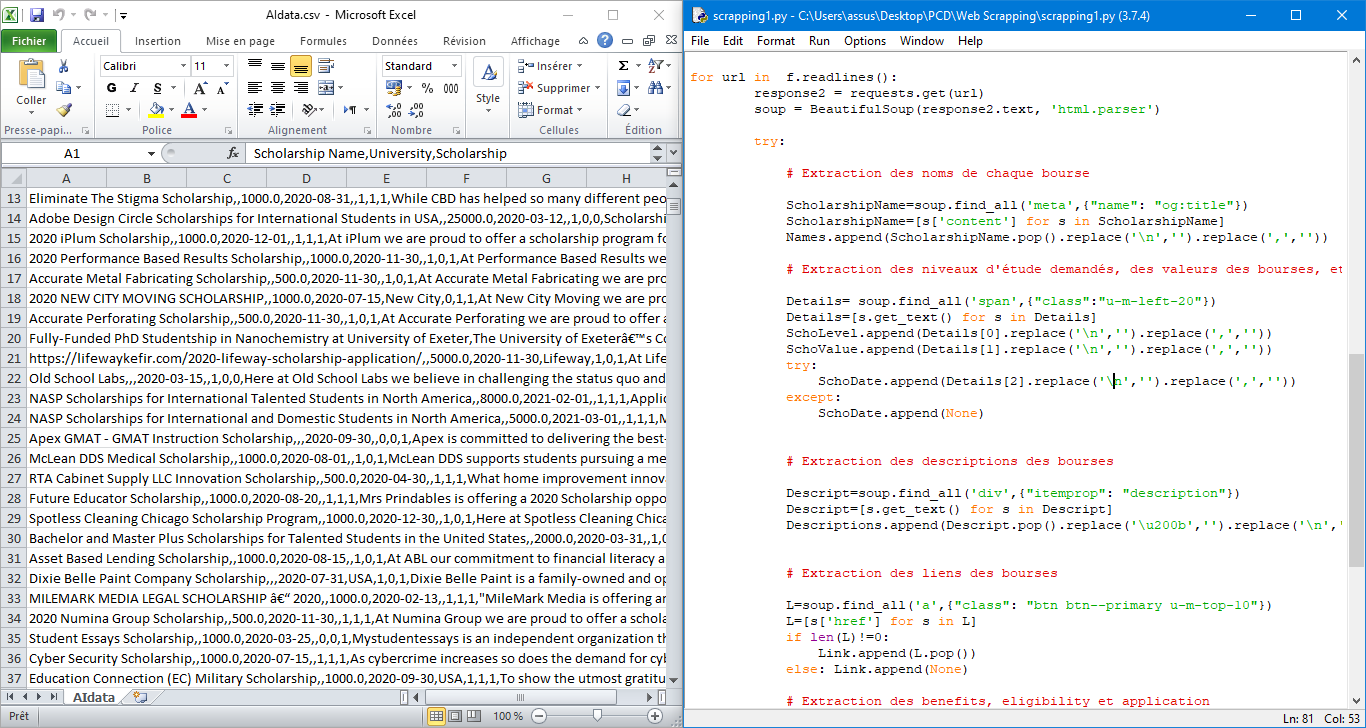 AIdata.csv - Microsoft Excel
Fichier Accueil Insertion Mise en page Formules Données Révision Affichage
Coller
Calibri 11
G I S
Standard
% 000
Style
Insérer
Supprimer
Format
Presse-papi... Police Alignement Nombre Cellules Édition
A1 fx Scholarship Name,University,Scholarship
A B C D E F G H
13 Eliminate The Stigma Scholarship,,1000.0,2020-08-31,,1,1,1,While CBD has helped so many different peo
14 Adobe Design Circle Scholarships for International Students in USA,,25000.0,2020-03-12,,1,0,0,Scholarshi
15 2020 iPlum Scholarship,,1000.0,2020-12-01,,1,1,1,At iPlum we are proud to offer a scholarship program fo
16 2020 Performance Based Results Scholarship,,1000.0,2020-11-30,,1,0,1,At Performance Based Results we
17 Accurate Metal Fabricating Scholarship,,500.0,2020-11-30,,1,0,1,At Accurate Metal Fabricating we are pro
18 2020 NEW CITY MOVING SCHOLARSHIP,,1000.0,2020-07-15,New City,0,1,1,At New City Moving we are pro
19 Accurate Perforating Scholarship,,500.0,2020-11-30,,1,0,1,At Accurate Perforating we are proud to offer a
20 Fully-Funded PhD Studentship in Nanochemistry at University of Exeter,The University of Exeterâ€™s Co
21 https://lifewaykefir.com/2020-lifeway-scholarship-application/,,5000.0,2020-11-30,Lifeway,1,0,1,At Life
22 Old School Labs,,,2020-03-15,,1,0,0,Here at Old School Labs we believe in challenging the status quo and
23 NASP Scholarships for International Talented Students in North America,,8000.0,2021-02-01,,1,1,1,Applic
24 NASP Scholarships for International and Domestic Students in North America,,5000.0,2021-03-01,,1,1,1,M
25 Apex GMAT - GMAT Instruction Scholarship,,,2020-09-30,,0,0,1,Apex is committed to delivering the best-
26 McLean DDS Medical Scholarship,,1000.0,2020-08-01,,1,0,1,McLean DDS supports students pursuing a me
27 RTA Cabinet Supply LLC Innovation Scholarship,,500.0,2020-04-30,,1,1,1,What home improvement innov
28 Future Educator Scholarship,,1000.0,2020-08-20,,1,1,1,Mrs Prindables is offering a 2020 Scholarship oppo
29 Spotless Cleaning Chicago Scholarship Program,,1000.0,2020-12-30,,1,0,1,Here at Spotless Cleaning Chica
30 Bachelor and Master Plus Scholarships for Talented Students in the United States,,2000.0,2020-03-31,,1,0
31 Asset Based Lending Scholarship,,1000.0,2020-08-15,,1,0,1,At ABL our commitment to financial literacy a
32 Dixie Belle Paint Company Scholarship,,,2020-07-31,USA,1,0,1,Dixie Belle Paint is a family-owned and op
33 MILEMARK MEDIA LEGAL SCHOLARSHIP â€“ 2020,,1000.0,2020-02-13,,1,1,1,"MileMark Media is offering an
34 2020 Numina Group Scholarship,,500.0,2020-11-30,,1,1,1,At Numina Group we are proud to offer a schola
35 Student Essays Scholarship,,1000.0,2020-03-25,,0,0,1,Mystudentessays is an independent organization th
36 Cyber Security Scholarship,,1000.0,2020-07-15,,1,1,1,As cybercrime increases so does the demand for cyb
37 Education Connection (EC) Military Scholarship,,1000.0,2020-09-30,USA,1,1,1,To show the utmost gratitu
AIdata
Prêt 100 %
scrapping1.py - C:\Users\assus\Desktop\PCD\Web Scrapping\scrapping1.py (3.7.4)
File Edit Format Run Options Window Help
for url in f.readlines():
response2 = requests.get(url)
soup = BeautifulSoup(response2.text, 'html.parser')
try:
# Extraction des noms de chaque bourse
ScholarshipName=soup.find_all('meta',{"name": "og:title"})
ScholarshipName=[s['content'] for s in ScholarshipName]
Names.append(ScholarshipName.pop().replace('\n','').replace(',',''))
# Extraction des niveaux d'étude demandés, des valeurs des bourses, et
Details= soup.find_all('span',{"class":"u-m-left-20"})
Details=[s.get_text() for s in Details]
SchoLevel.append(Details[0].replace('\n','').replace(',',''))
SchoValue.append(Details[1].replace('\n','').replace(',',''))
try:
SchoDate.append(Details[2].replace('\n','').replace(',',''))
except:
SchoDate.append(None)
# Extraction des descriptions des bourses
Descript=soup.find_all('div',{"itemprop": "description"})
Descript=[s.get_text() for s in Descript]
Descriptions.append(Descript.pop().replace('\u200b','').replace('\n','
# Extraction des liens des bourses
L=soup.find_all('a',{"class": "btn btn--primary u-m-top-10"})
L=[s['href'] for s in L]
if len(L)!=0:
Link.append(L.pop())
else: Link.append(None)
# Extraction des benefits, eligibility et application
Ln: 81 Col: 53